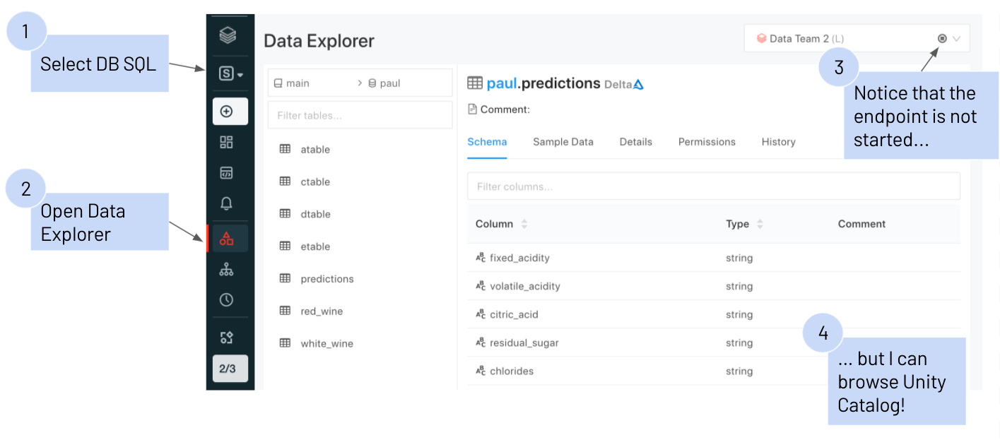 1
Select DB SQL
2
Open Data
Explorer
S
2/3
Data Explorer
Data Team 2 (L)
3
Notice that the
endpoint is not
started...
main > paul
Filter tables...
atable
ctable
dtable
etable
predictions
red_wine
white_wine
paul.predictions Delta
Comment:
Schema Sample Data Details Permissions History
Filter columns...
Column Type Comment
fixed_acidity string
volatile_acidity string
citric_acid string
residual_sugar string
chlorides string
4
... but I can
browse Unity
Catalog!